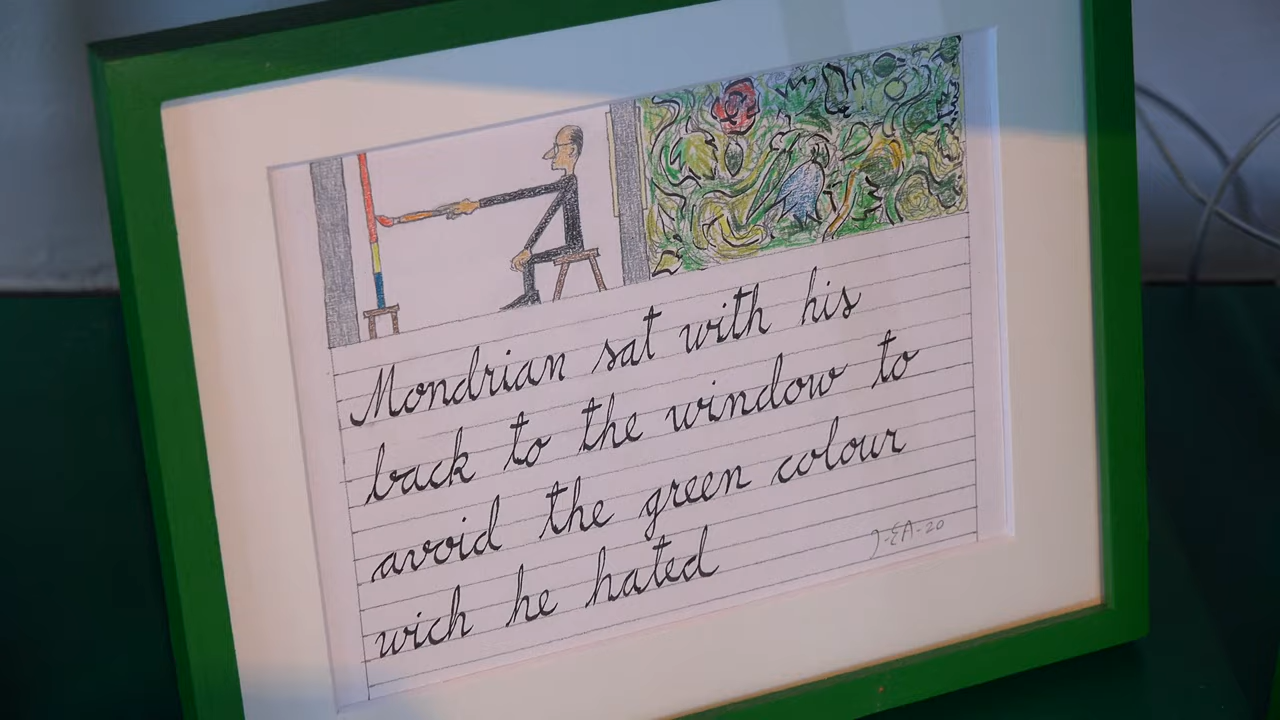 Mondrian sat with his
back to the window to
avoid the green colour
wich he hated
J-EA-20